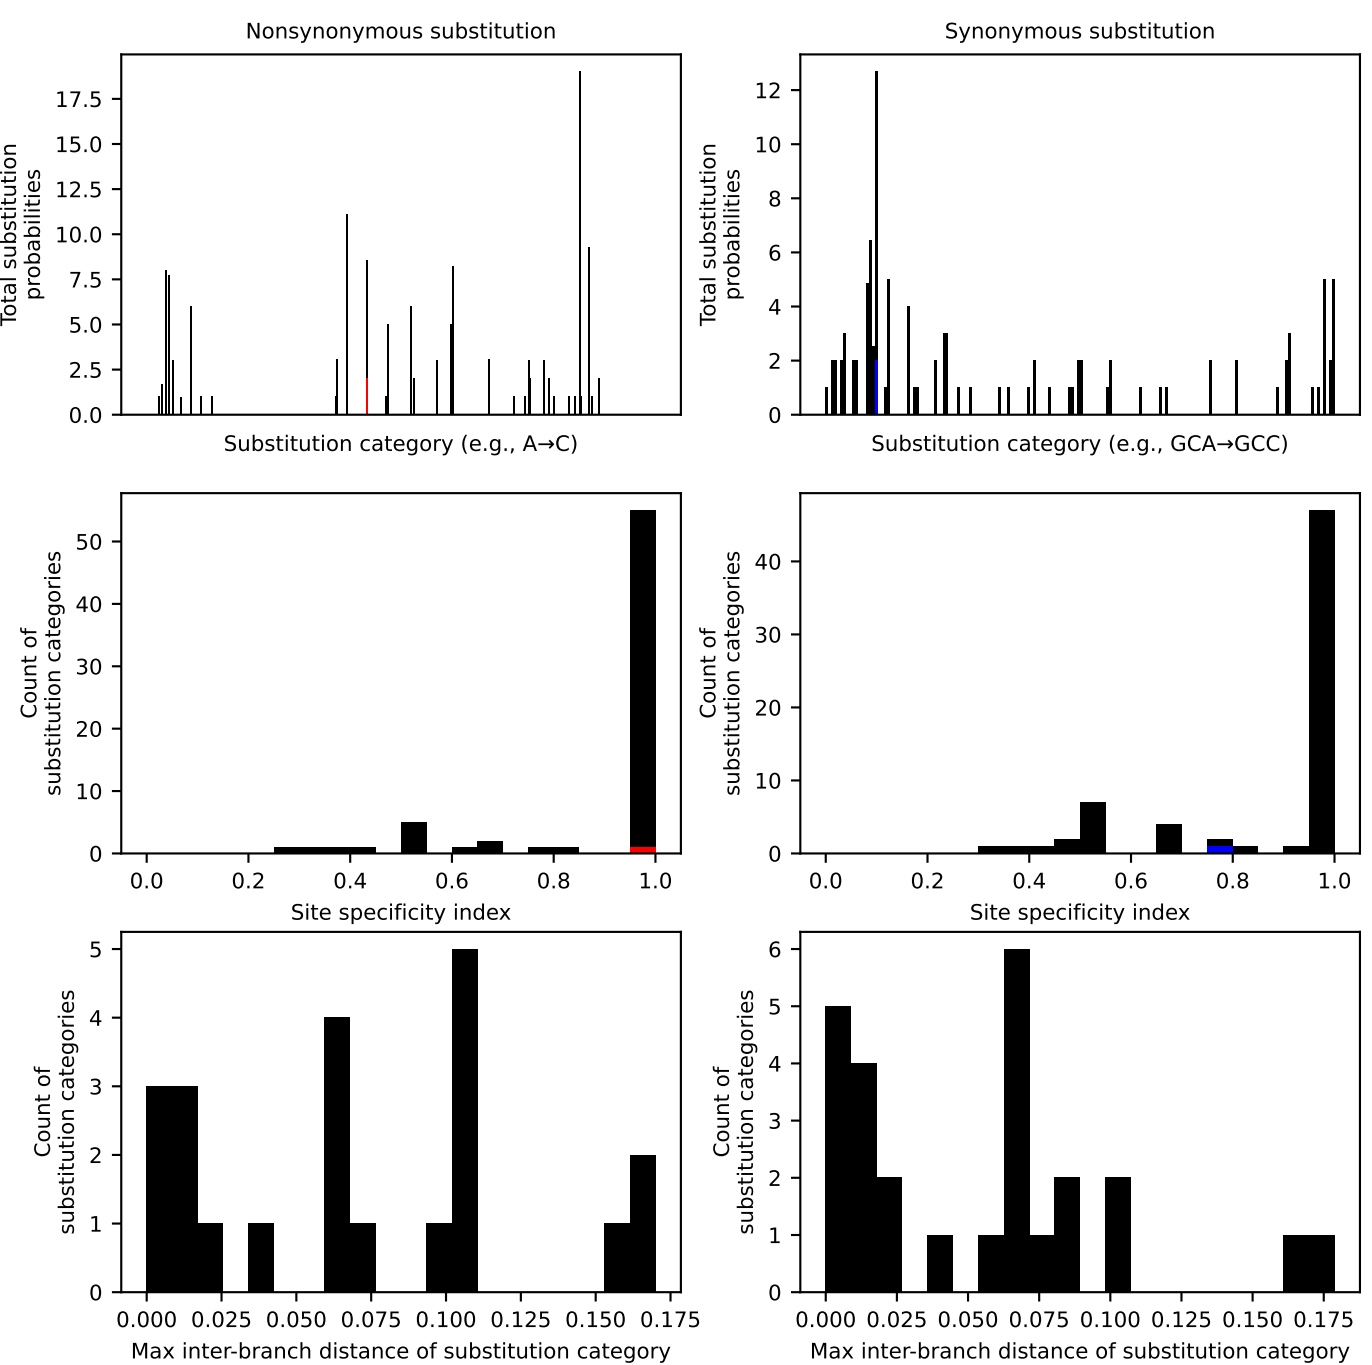 Nonsynonymous substitution
Total substitution
probabilities
17.5
15.0
12.5
10.0
7.5
5.0
2.5
0.0
Substitution category (e.g., A→C)
Synonymous substitution
Total substitution
probabilities
12
10
8
6
4
2
0
Substitution category (e.g., GCA→GCC)
Count of
substitution categories
50
40
30
20
10
0
0.0 0.2 0.4 0.6 0.8 1.0
Site specificity index
Count of
substitution categories
40
30
20
10
0
0.0 0.2 0.4 0.6 0.8 1.0
Site specificity index
Count of
substitution categories
5
4
3
2
1
0
0.000 0.025 0.050 0.075 0.100 0.125 0.150 0.175
Max inter-branch distance of substitution category
Count of
substitution categories
6
5
4
3
2
1
0
0.000 0.025 0.050 0.075 0.100 0.125 0.150 0.175
Max inter-branch distance of substitution category